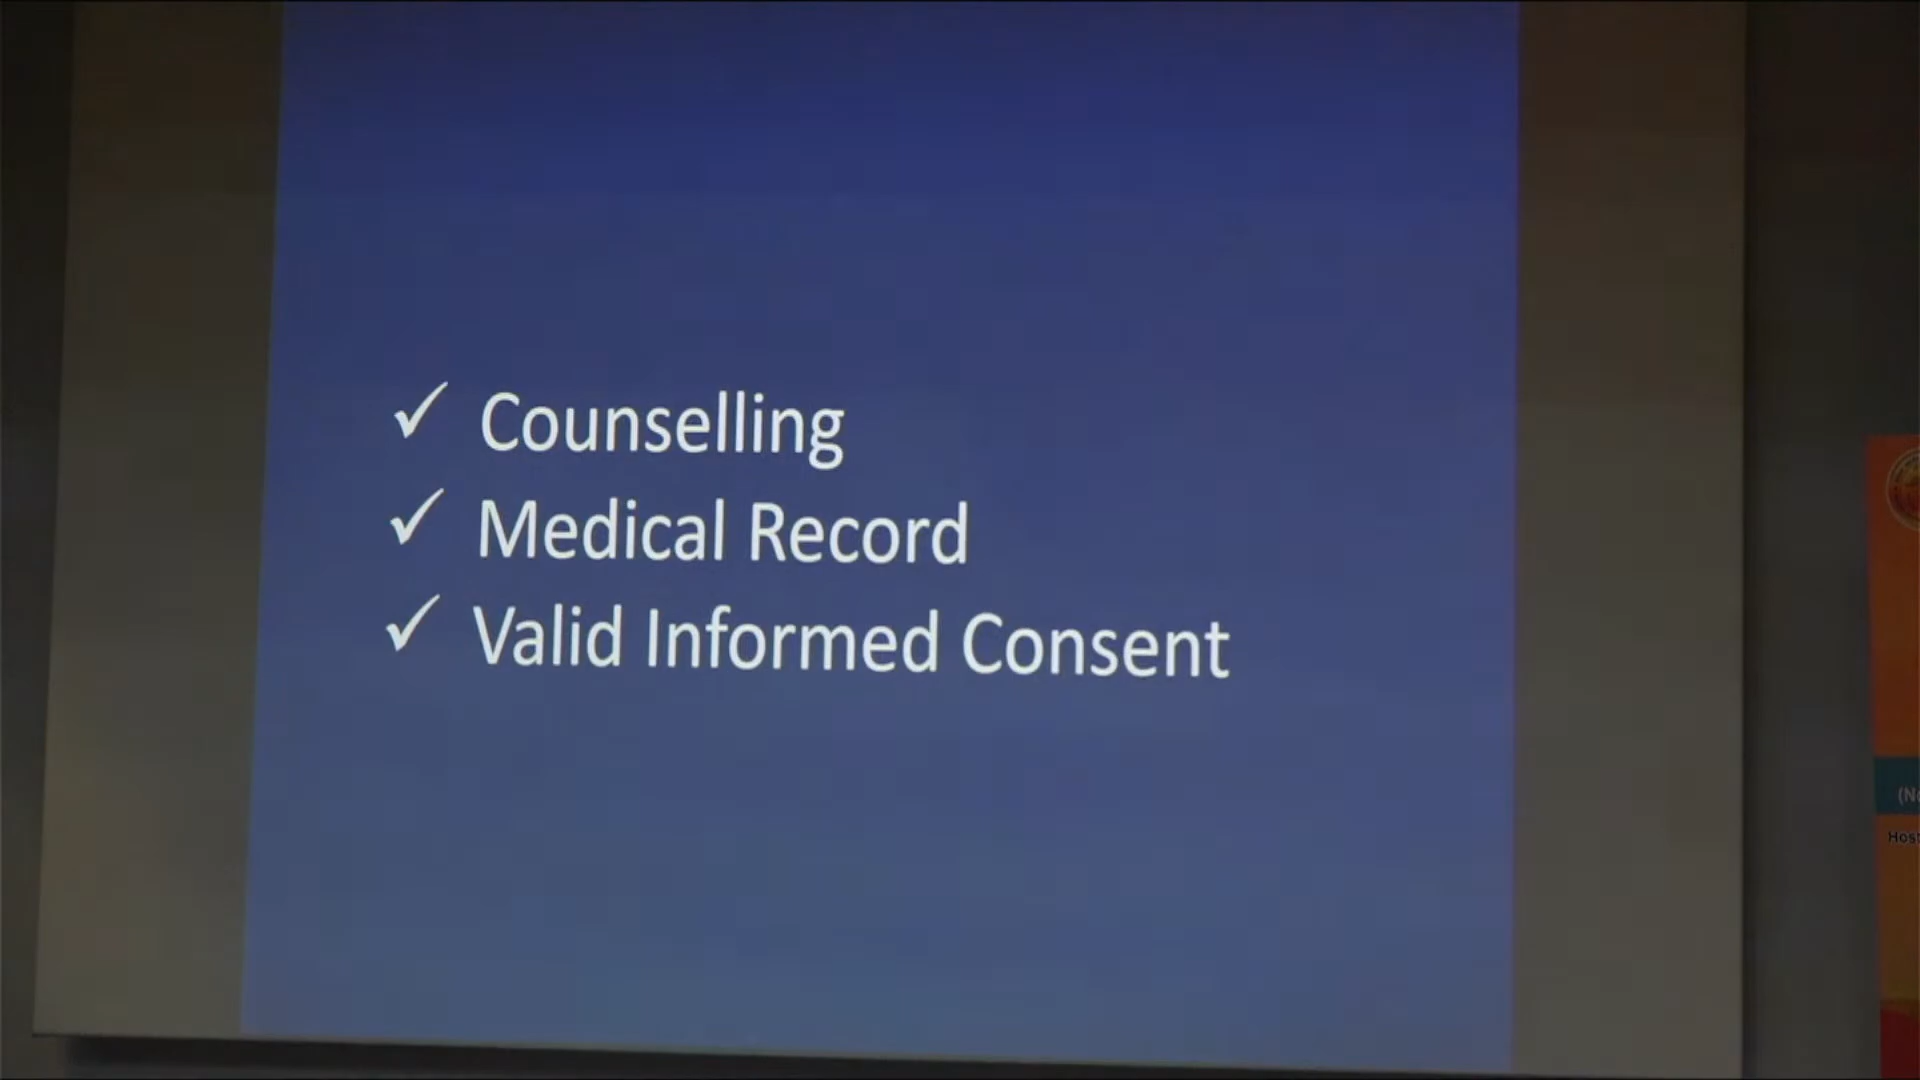 ✓ Counselling
✓ Medical Record
✓ Valid Informed Consent